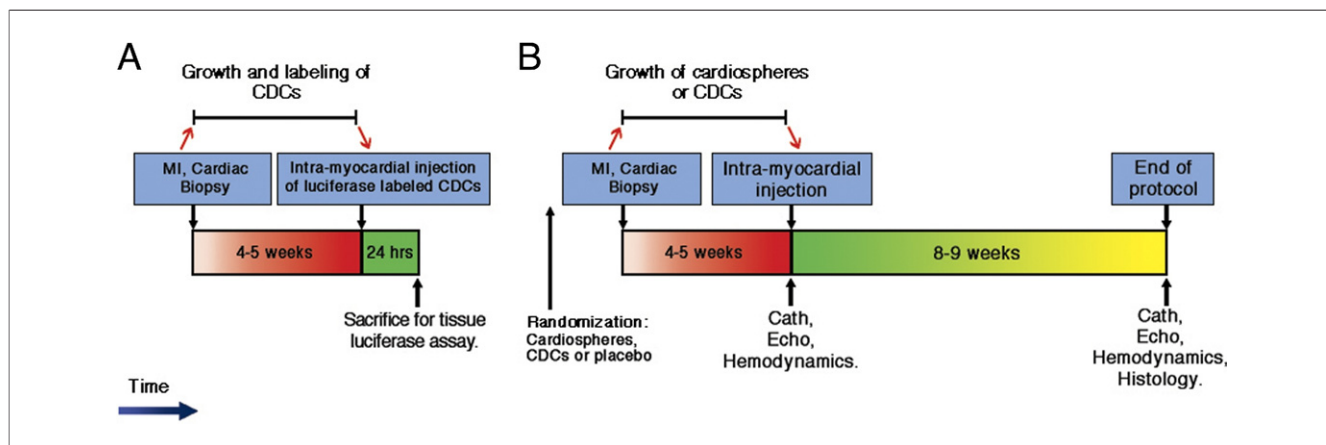 A
Growth and labeling of
CDCs
MI, Cardiac
Biopsy
Intra-myocardial injection
of luciferase labeled CDCs
4-5 weeks
24 hrs
Sacrifice for tissue
luciferase assay.
Time
B
Growth of cardiospheres
or CDCs
MI, Cardiac
Biopsy
Intra-myocardial
injection
End of
protocol
4-5 weeks
8-9 weeks
Randomization:
Cardiospheres,
CDCs or placebo
Cath,
Echo,
Hemodynamics.
Cath,
Echo,
Hemodynamics,
Histology.